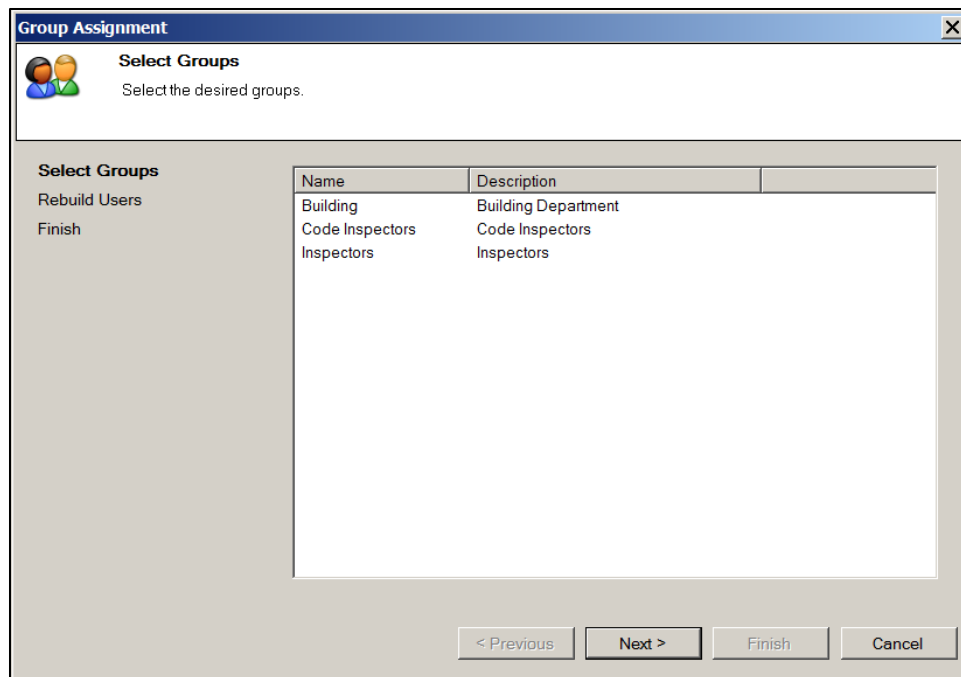 Group Assignment
Select Groups
Select the desired groups.
Select Groups
Rebuild Users
Finish
Name Description
Building Building Department
Code Inspectors Code Inspectors
Inspectors Inspectors
< Previous Next > Finish Cancel